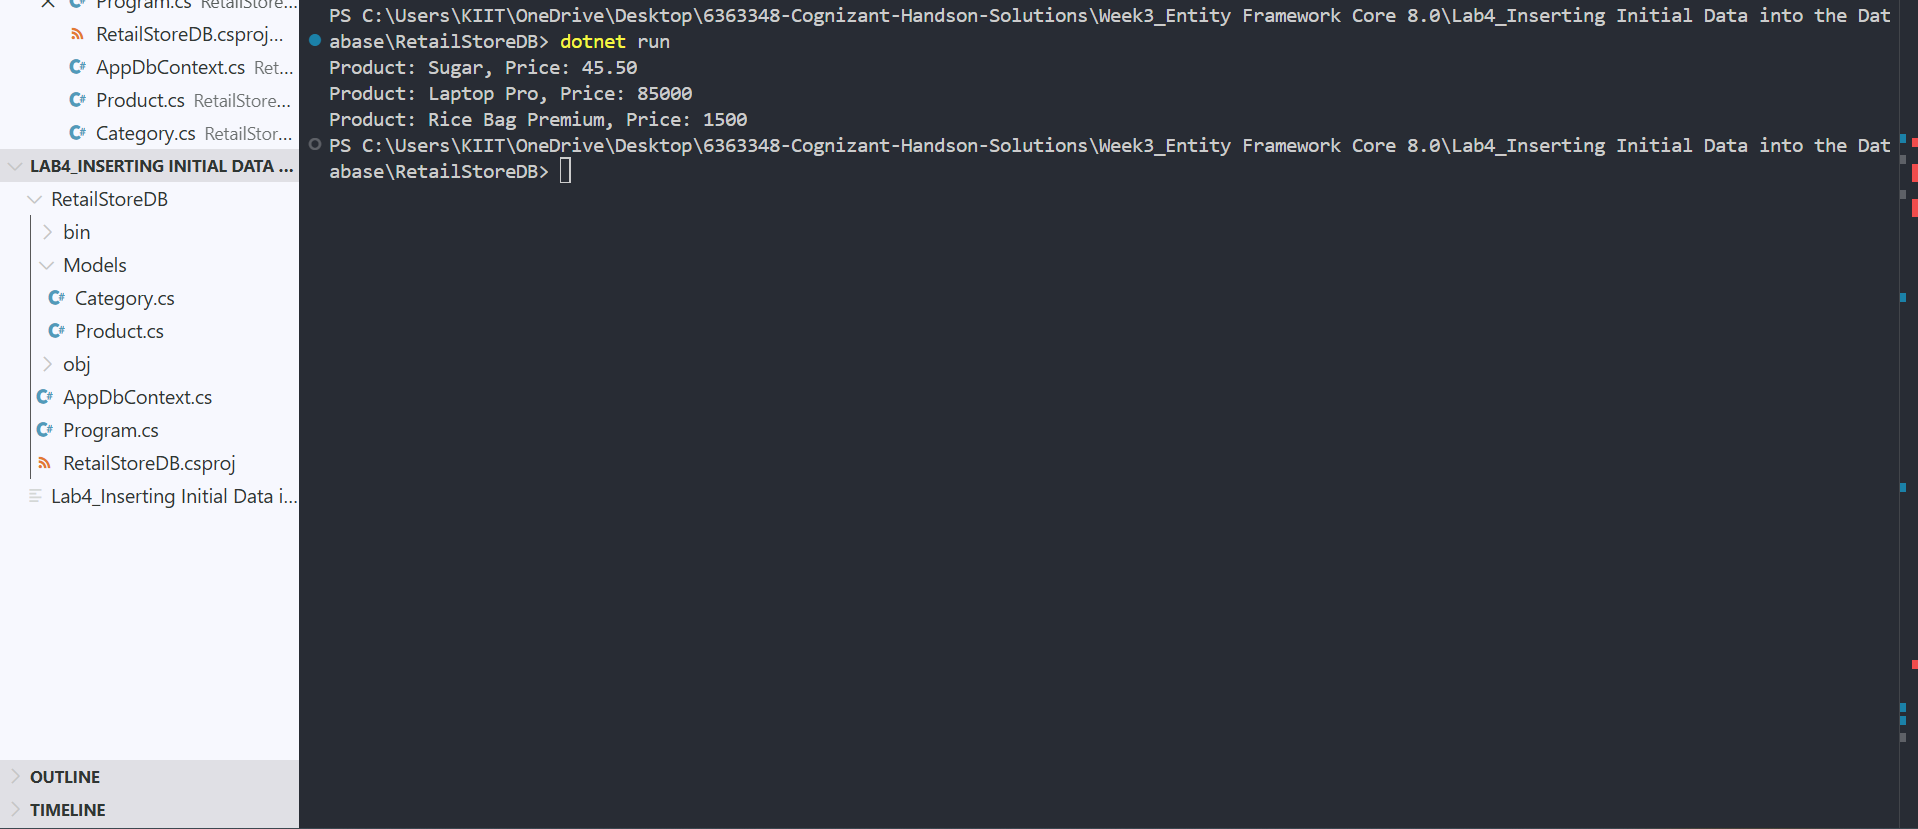 Program.cs RetailStore...
RetailStoreDB.csproj...
AppDbContext.cs Ret...
Product.cs RetailStore...
Category.cs RetailStor...
LAB4_INSERTING INITIAL DATA ...
RetailStoreDB
bin
Models
Category.cs
Product.cs
obj
AppDbContext.cs
Program.cs
RetailStoreDB.csproj
Lab4_Inserting Initial Data i...
OUTLINE
TIMELINE
PS C:\Users\KIIT\OneDrive\Desktop\6363348-Cognizant-Handson-Solutions\Week3_Entity Framework Core 8.0\Lab4_Inserting Initial Data into the Dat
abase\RetailStoreDB> dotnet run
Product: Sugar, Price: 45.50
Product: Laptop Pro, Price: 85000
Product: Rice Bag Premium, Price: 1500
PS C:\Users\KIIT\OneDrive\Desktop\6363348-Cognizant-Handson-Solutions\Week3_Entity Framework Core 8.0\Lab4_Inserting Initial Data into the Dat
abase\RetailStoreDB>